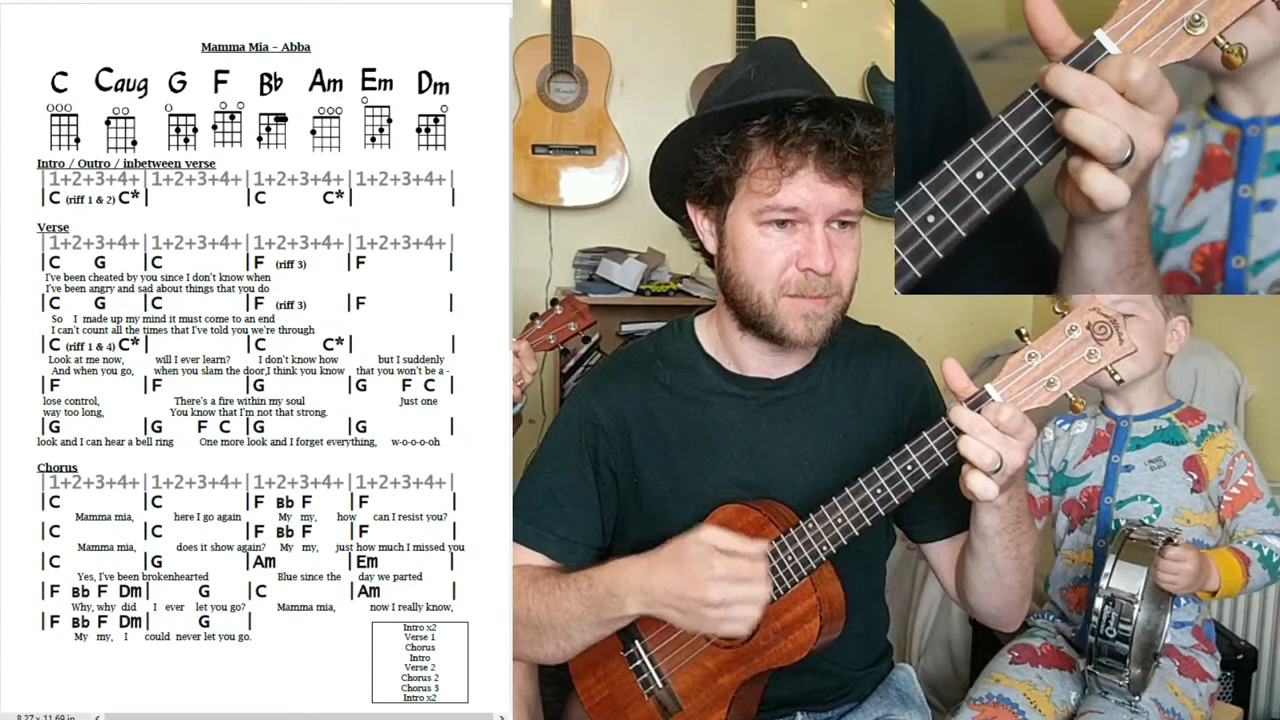 Mamma Mia – Abba
C Caug G F Bb Am Em Dm
Intro / Outro / inbetween verse
|1+2+3+4+|1+2+3+4+|1+2+3+4+|1+2+3+4+|
|C (riff 1 & 2) C*| |C C*| |
Verse
|1+2+3+4+|1+2+3+4+|1+2+3+4+|1+2+3+4+|
|C G |C |F (riff 3) |F |
I've been cheated by you since I don't know when
I've been angry and sad about things that you do
|C G |C |F (riff 3) |F |
So I made up my mind it must come to an end
I can't count all the times that I've told you we're through
|C (riff 1 & 4) C*| |C C*| |
Look at me now, will I ever learn? I don't know how but I suddenly
And when you go, when you slam the door,I think you know that you won't be a -
|F |F |G |G F C |
lose control, There's a fire within my soul Just one
way too long, You know that I'm not that strong.
|G |G F C |G |G |
look and I can hear a bell ring One more look and I forget everything, w-o-o-o-oh
Chorus
|1+2+3+4+|1+2+3+4+|1+2+3+4+|1+2+3+4+|
|C |C |F Bb F |F |
Mamma mia, here I go again My my, how can I resist you?
|C |C |F Bb F |F |
Mamma mia, does it show again? My my, just how much I missed you
|C |G |Am |Em |
Yes, I've been brokenhearted Blue since the day we parted
|F Bb F Dm| G |C |Am |
Why, why did I ever let you go? Mamma mia, now I really know,
|F Bb F Dm| G |
My my, I could never let you go.
Intro x2
Verse 1
Chorus
Intro
Verse 2
Chorus 2
Chorus 3
Intro x2
8.27 x 11.69 in